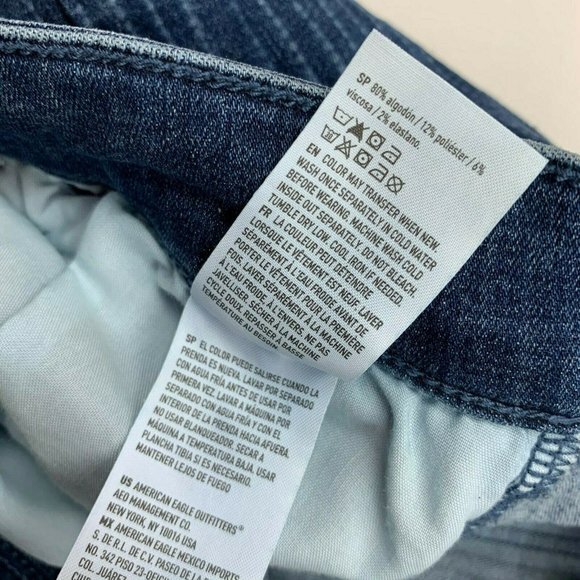 SP 80% algodón / 12% poliéster / 6%
viscosa / 2% elastano.
EN COLOR MAY TRANSFER WHEN NEW.
WASH ONCE SEPARATELY IN COLD WATER
BEFORE WEARING. MACHINE WASH COLD
INSIDE OUT SEPARATELY. DO NOT BLEACH.
TUMBLE DRY LOW. COOL IRON IF NEEDED.
FR LA COULEUR PEUT DÉTEINDRE
LORSQUE LE VÊTEMENT EST NEUF : LAVER
SÉPARÉMENT À L'EAU FROIDE AVANT DE
PORTER POUR LA PREMIÈRE
FOIS. LAVER SÉPARÉMENT À LA MACHINE
À L'EAU FROIDE, À L'ENVERS. NE PAS
JAVELLISER. SÉCHER À LA MACHINE
CYCLE DOUX. REPASSER À BASSE
TEMPÉRATURE AU BESOIN.
SP EL COLOR PUEDE SALIRSE CUANDO LA
PRENDA ES NUEVA. LAVAR POR SEPARADO
CON AGUA FRÍA ANTES DE USAR POR
PRIMERA VEZ. LAVAR A MÁQUINA POR
SEPARADO CON AGUA FRÍA Y CON EL
INTERIOR DE LA PRENDA HACIA AFUERA.
NO USAR BLANQUEADOR. SECAR A
MÁQUINA A TEMPERATURA BAJA. USAR
PLANCHA TIBIA SI ES NECESARIO.
MANTENER LEJOS DE FUEGO
US AMERICAN EAGLE OUTFITTERS®
AEO MANAGEMENT CO.
NEW YORK, NY 10016 USA
MX AMERICAN EAGLE MEXICO IMPORTS
S. DE R.L. DE C.V. PASEO DE LA
NO. 342 PISO 23-OFICI
COL. JUÁRE